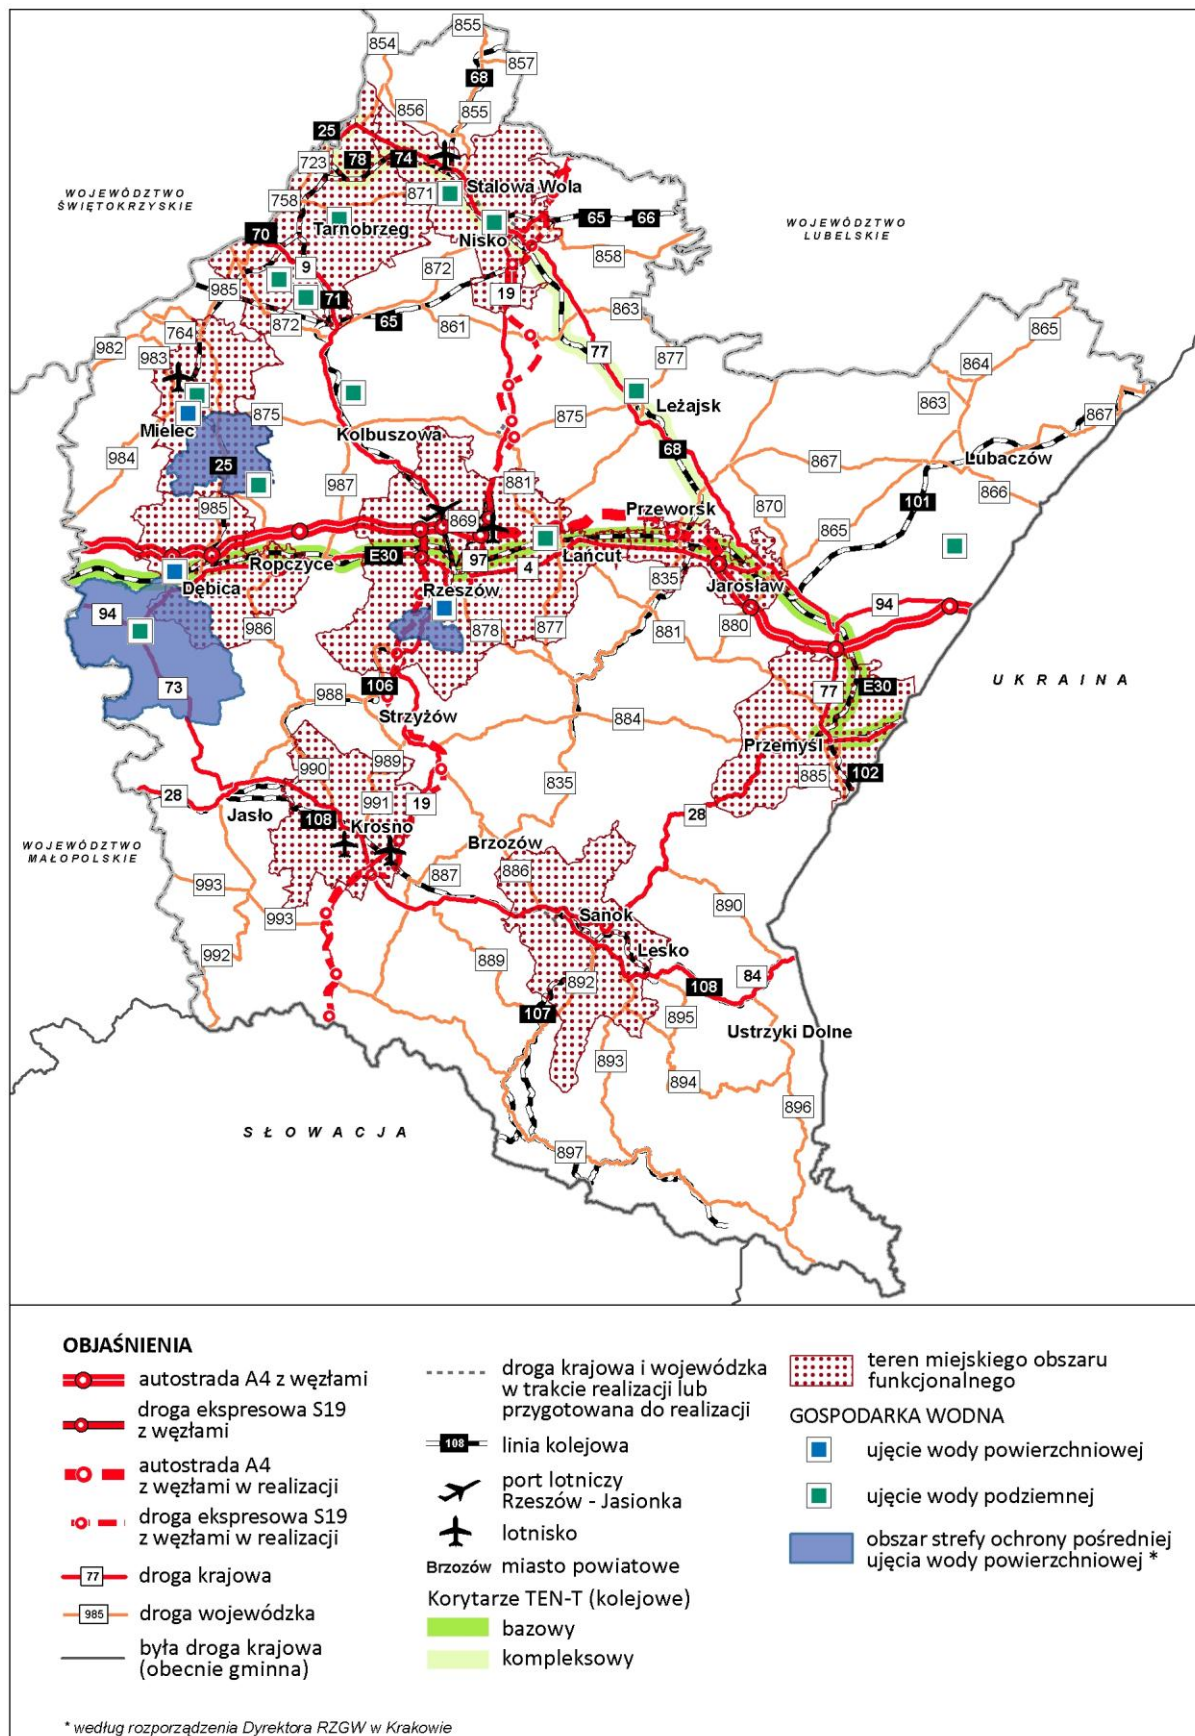 855
854
857
68
856
855
25
723
78
74
WOJEWÓDZTWO
ŚWIĘTOKRZYSKIE
758
871
Stalowa Wola
65
66
WOJEWÓDZTWO
LUBELSKIE
Tarnobrzeg
70
Nisko
858
9
872
985
71
19
764
872
65
861
863
865
982
983
77
877
864
863
875
875
Leżajsk
867
Mielec
Kolbuszowa
984
25
68
867
Lubaczów
987
881
101
866
985
869
Przeworsk
870
865
97
E30
Ropczyce
4
Łańcut
Dębica
Rzeszów
835
Jarosław
94
986
878
877
881
880
94
73
106
77
E30
UKRAINA
988
Strzyżów
884
Przemyśl
990
989
885
102
28
991
19
835
28
Jasło
108
Krosno
WOJEWÓDZTWO
MAŁOPOLSKIE
Brzozów
887
886
993
890
993
Sanok
992
889
Lesko
892
84
108
107
895
Ustrzyki Dolne
893
894
896
SŁOWACJA
897
OBJAŚNIENIA
autostrada A4 z węzłami
droga ekspresowa S19
z węzłami
autostrada A4
z węzłami w realizacji
droga ekspresowa S19
z węzłami w realizacji
77 droga krajowa
985 droga wojewódzka
była droga krajowa
(obecnie gminna)
droga krajowa i wojewódzka
w trakcie realizacji lub
przygotowana do realizacji
108 linia kolejowa
port lotniczy
Rzeszów - Jasionka
lotnisko
Brzozów miasto powiatowe
Korytarze TEN-T (kolejowe)
bazowy
kompleksowy
teren miejskiego obszaru
funkcjonalnego
GOSPODARKA WODNA
ujęcie wody powierzchniowej
ujęcie wody podziemnej
obszar strefy ochrony pośredniej
ujęcia wody powierzchniowej *
* według rozporządzenia Dyrektora RZGW w Krakowie